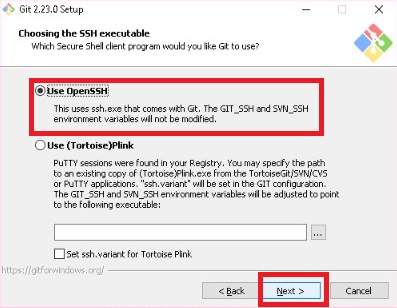 Git 2.23.0 Setup
Choosing the SSH executable
Which Secure Shell client program would you like Git to use?
Use OpenSSH
This uses ssh.exe that comes with Git. The GIT_SSH and SVN_SSH
environment variables will not be modified.
Use (Tortoise)Plink
PuTTY sessions were found in your Registry. You may specify the path
to an existing copy of (Tortoise)Plink.exe from the TortoiseGit/SVN/CVS
or PuTTY applications. "ssh.variant" will be set in the GIT configuration.
The GIT_SSH and SVN_SSH environment variables will be adjusted to point
to the following executable:
...
Set ssh.variant for Tortoise Plink
https://gitforwindows.org/
< Back
Next >
Cancel